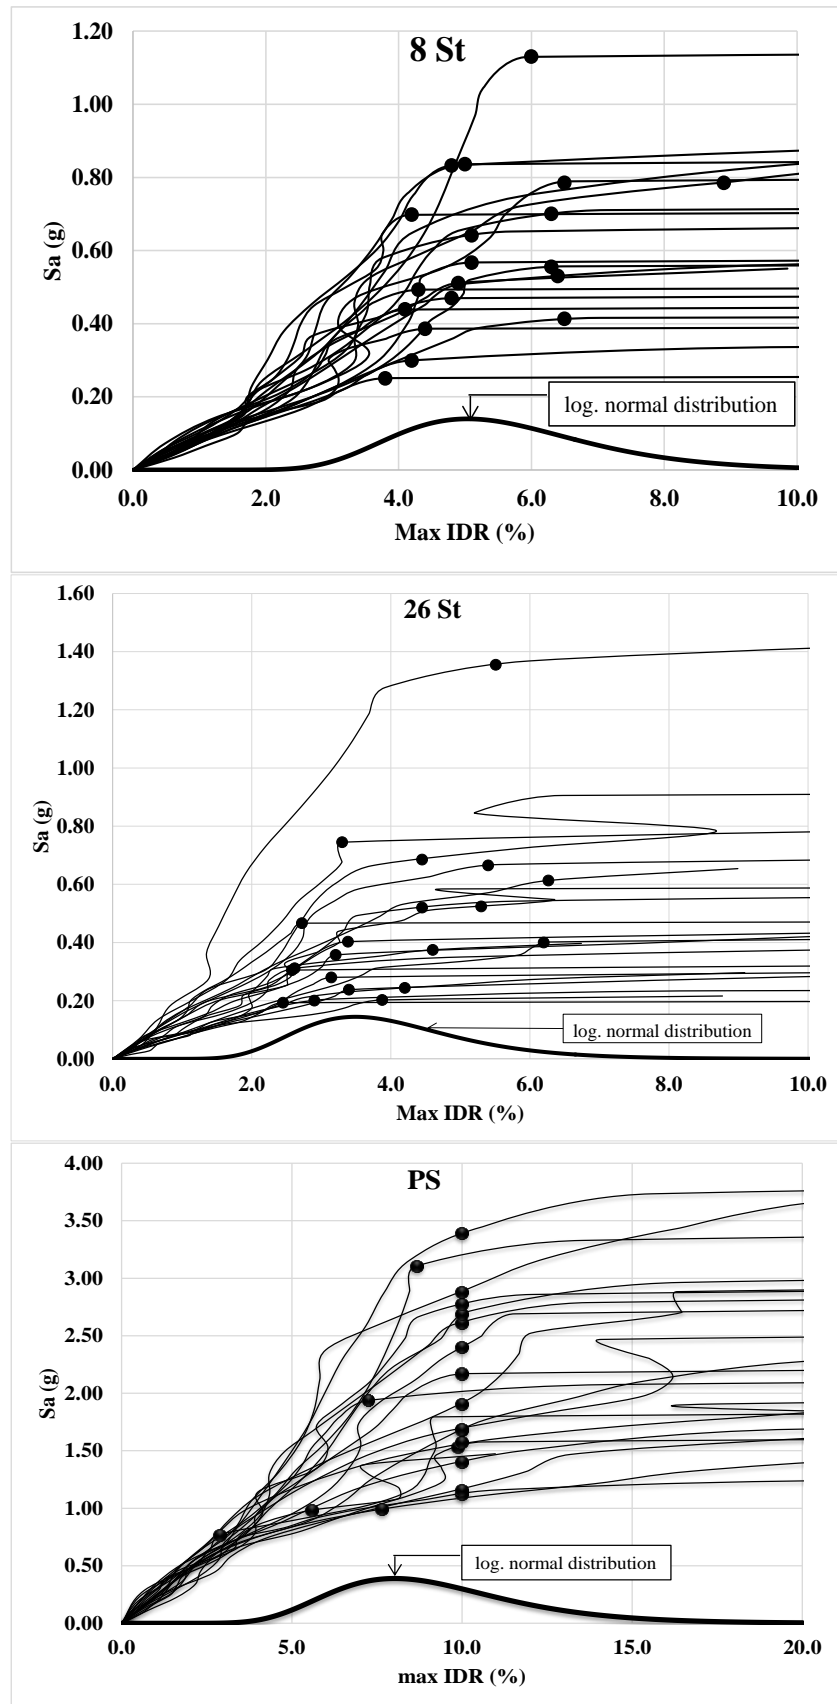 8 St
1.20
1.00
0.80
0.60
0.40
0.20
0.00
Sa (g)
log. normal distribution
0.0 2.0 4.0 6.0 8.0 10.0
Max IDR (%)
26 St
1.60
1.40
1.20
1.00
0.80
0.60
0.40
0.20
0.00
Sa (g)
log. normal distribution
0.0 2.0 4.0 6.0 8.0 10.0
Max IDR (%)
PS
4.00
3.50
3.00
2.50
2.00
1.50
1.00
0.50
0.00
Sa (g)
log. normal distribution
0.0 5.0 10.0 15.0 20.0
max IDR (%)